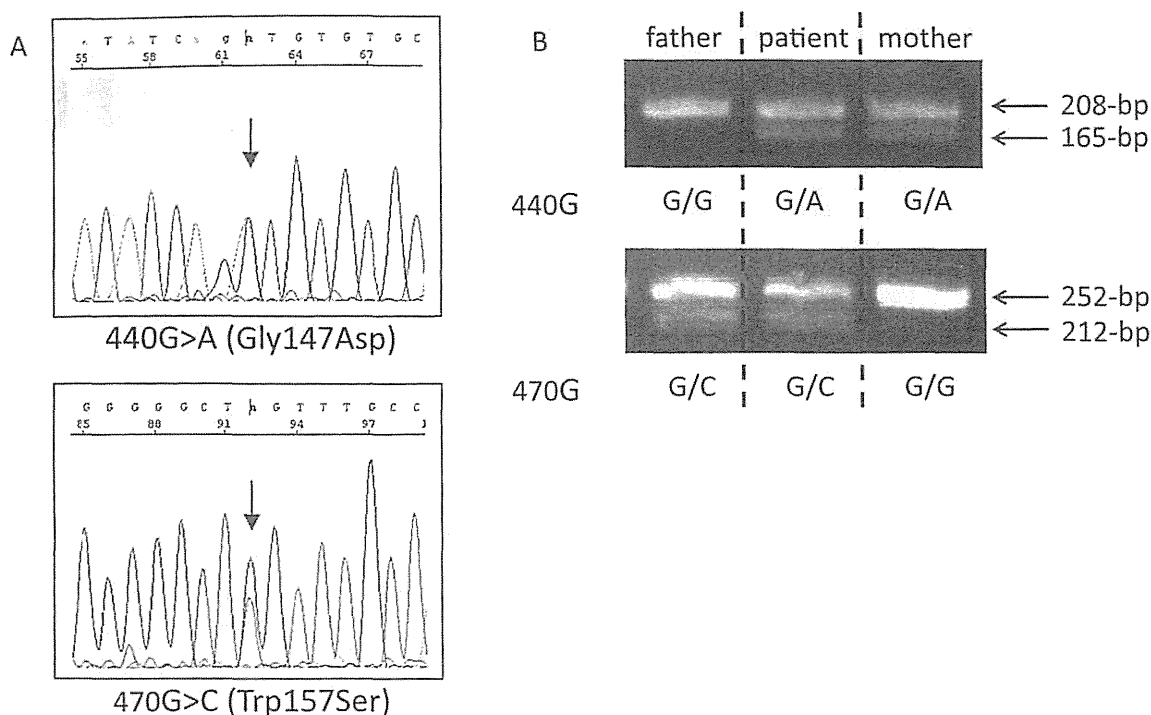 A
T T C g h T G T G T G C
55 58 61 64 67
440G>A (Gly147Asp)
G G G G G C T h G T T T G C C
85 88 91 94 97 1
470G>C (Trp157Ser)
B
father patient mother
208-bp
165-bp
440G G/G G/A G/A
252-bp
212-bp
470G G/C G/C G/G